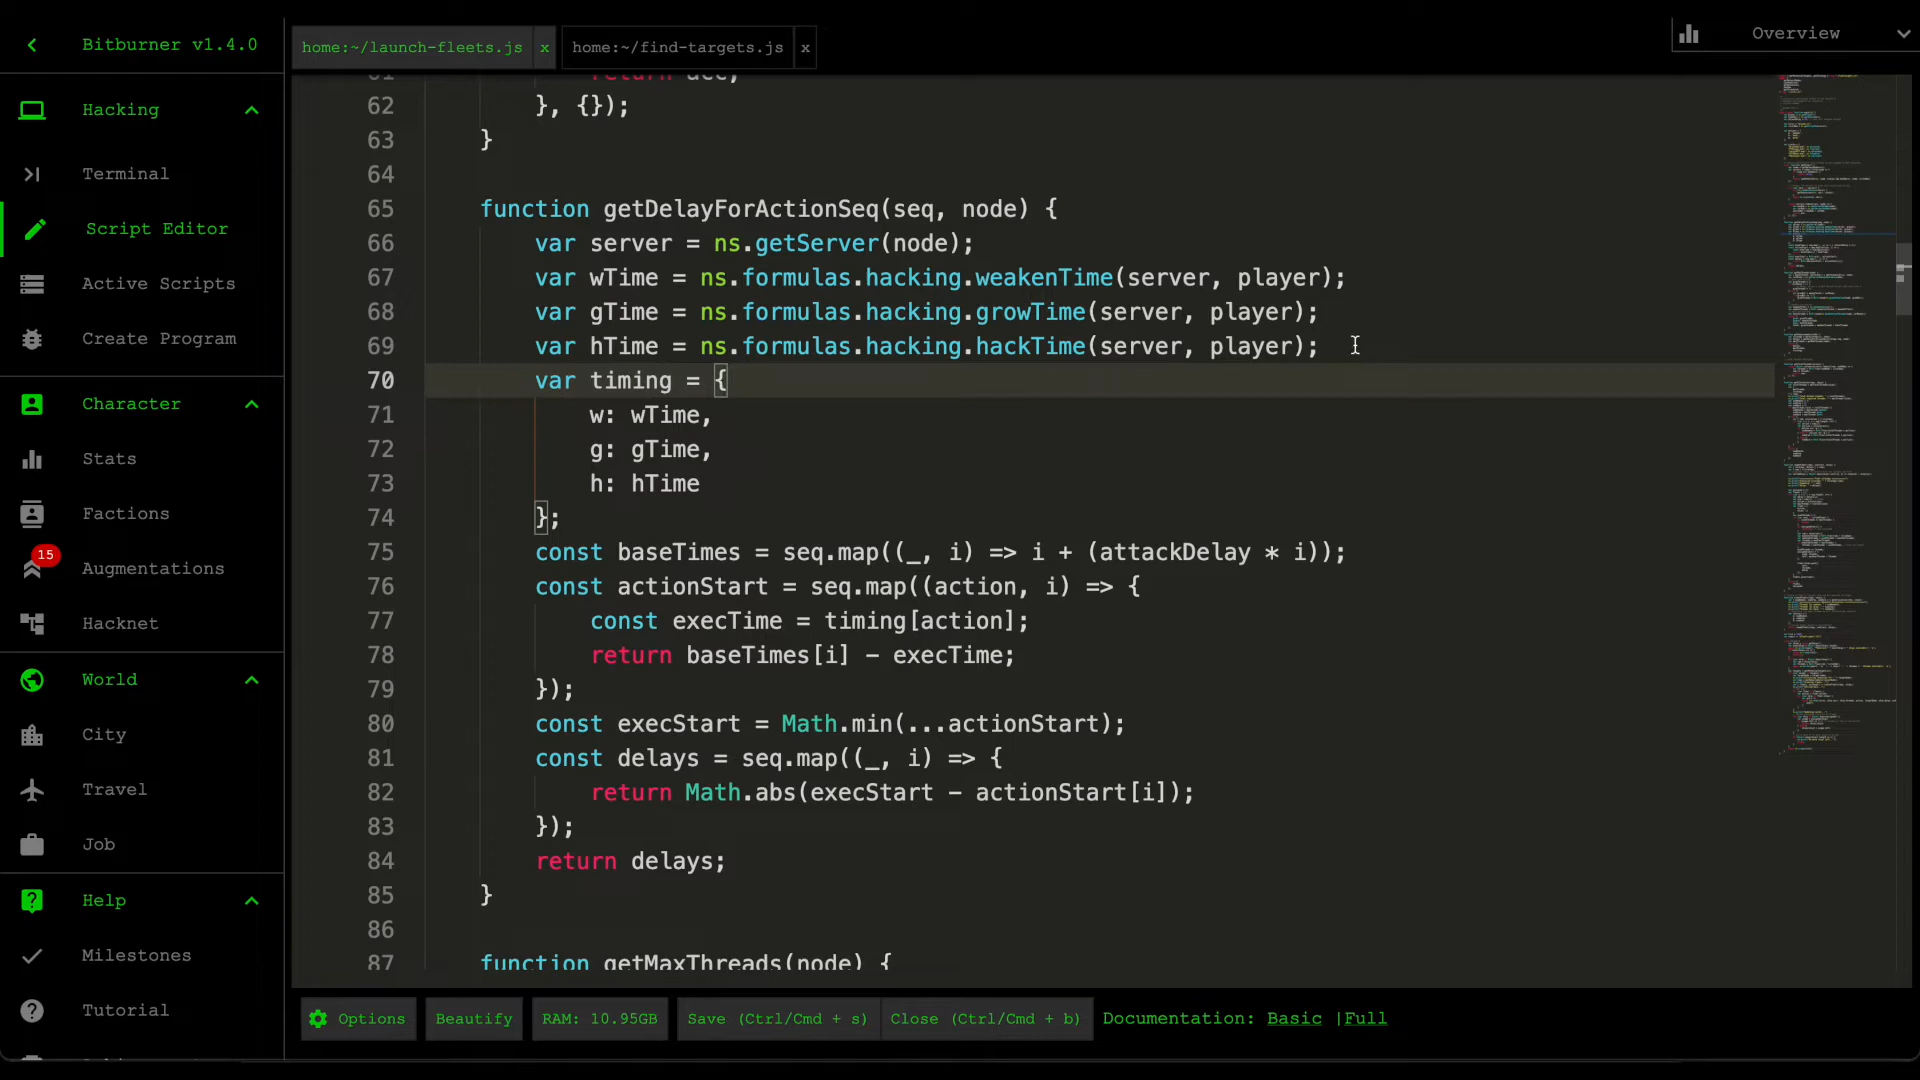 Bitburner v1.4.0
home:~/launch-fleets.js x
home:~/find-targets.js x
Overview
Hacking
Terminal
Script Editor
Active Scripts
Create Program
Character
Stats
Factions
15
Augmentations
Hacknet
World
City
Travel
Job
Help
Milestones
Tutorial
61 return acc;
62 }, {});
63 }
64
65 function getDelayForActionSeq(seq, node) {
66 var server = ns.getServer(node);
67 var wTime = ns.formulas.hacking.weakenTime(server, player);
68 var gTime = ns.formulas.hacking.growTime(server, player);
69 var hTime = ns.formulas.hacking.hackTime(server, player);
70 var timing = {
71 w: wTime,
72 g: gTime,
73 h: hTime
74 };
75 const baseTimes = seq.map((_, i) => i + (attackDelay * i));
76 const actionStart = seq.map((action, i) => {
77 const execTime = timing[action];
78 return baseTimes[i] - execTime;
79 });
80 const execStart = Math.min(...actionStart);
81 const delays = seq.map((_, i) => {
82 return Math.abs(execStart - actionStart[i]);
83 });
84 return delays;
85 }
86
87 function getMaxThreads(node) {
Options
Beautify
RAM: 10.95GB
Save (Ctrl/Cmd + s)
Close (Ctrl/Cmd + b)
Documentation: Basic |Full